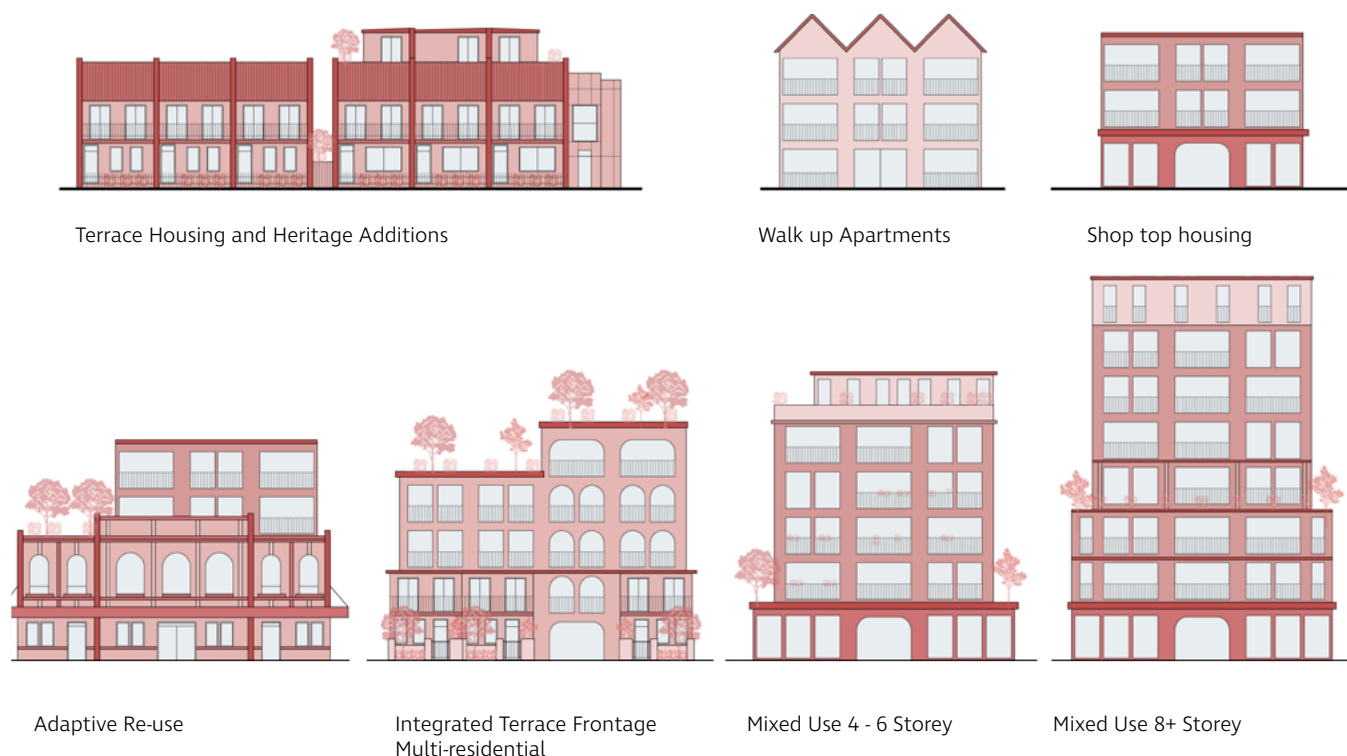 Terrace Housing and Heritage Additions
Walk up Apartments
Shop top housing
Adaptive Re-use
Integrated Terrace Frontage
Multi-residential
Mixed Use 4 - 6 Storey
Mixed Use 8+ Storey